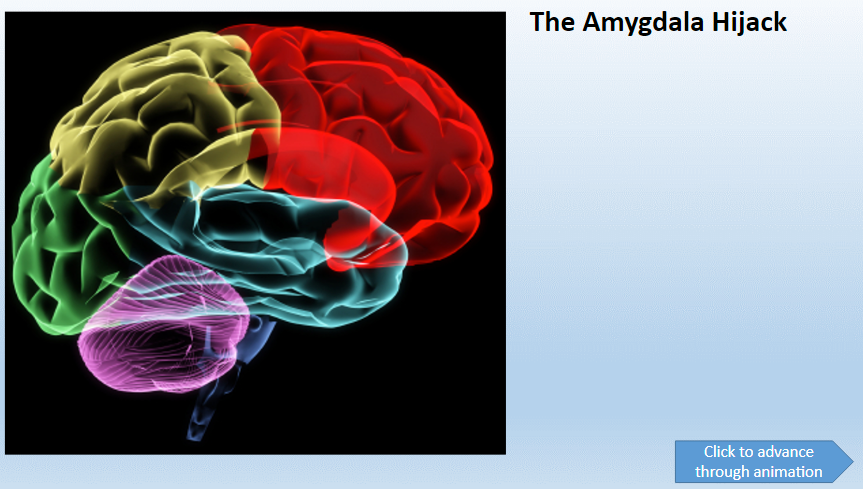 The Amygdala Hijack
Click to advance
through animation